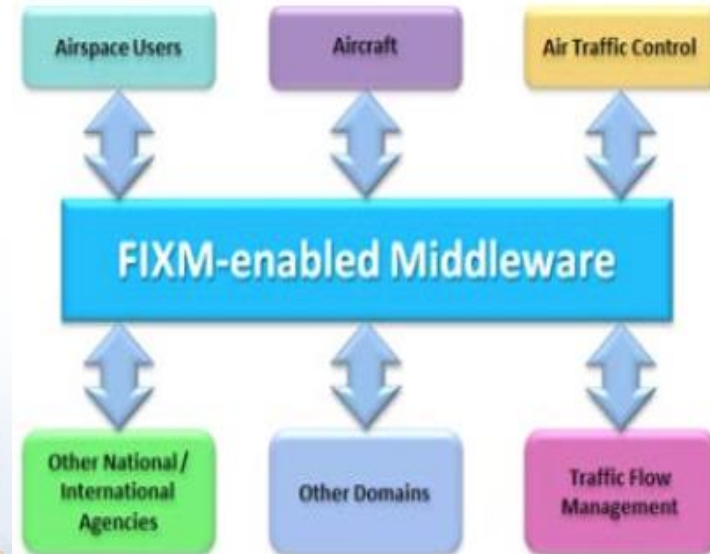 Airspace Users
Aircraft
Air Traffic Control
FIXM-enabled Middleware
Other National /
International
Agencies
Other Domains
Traffic Flow
Management